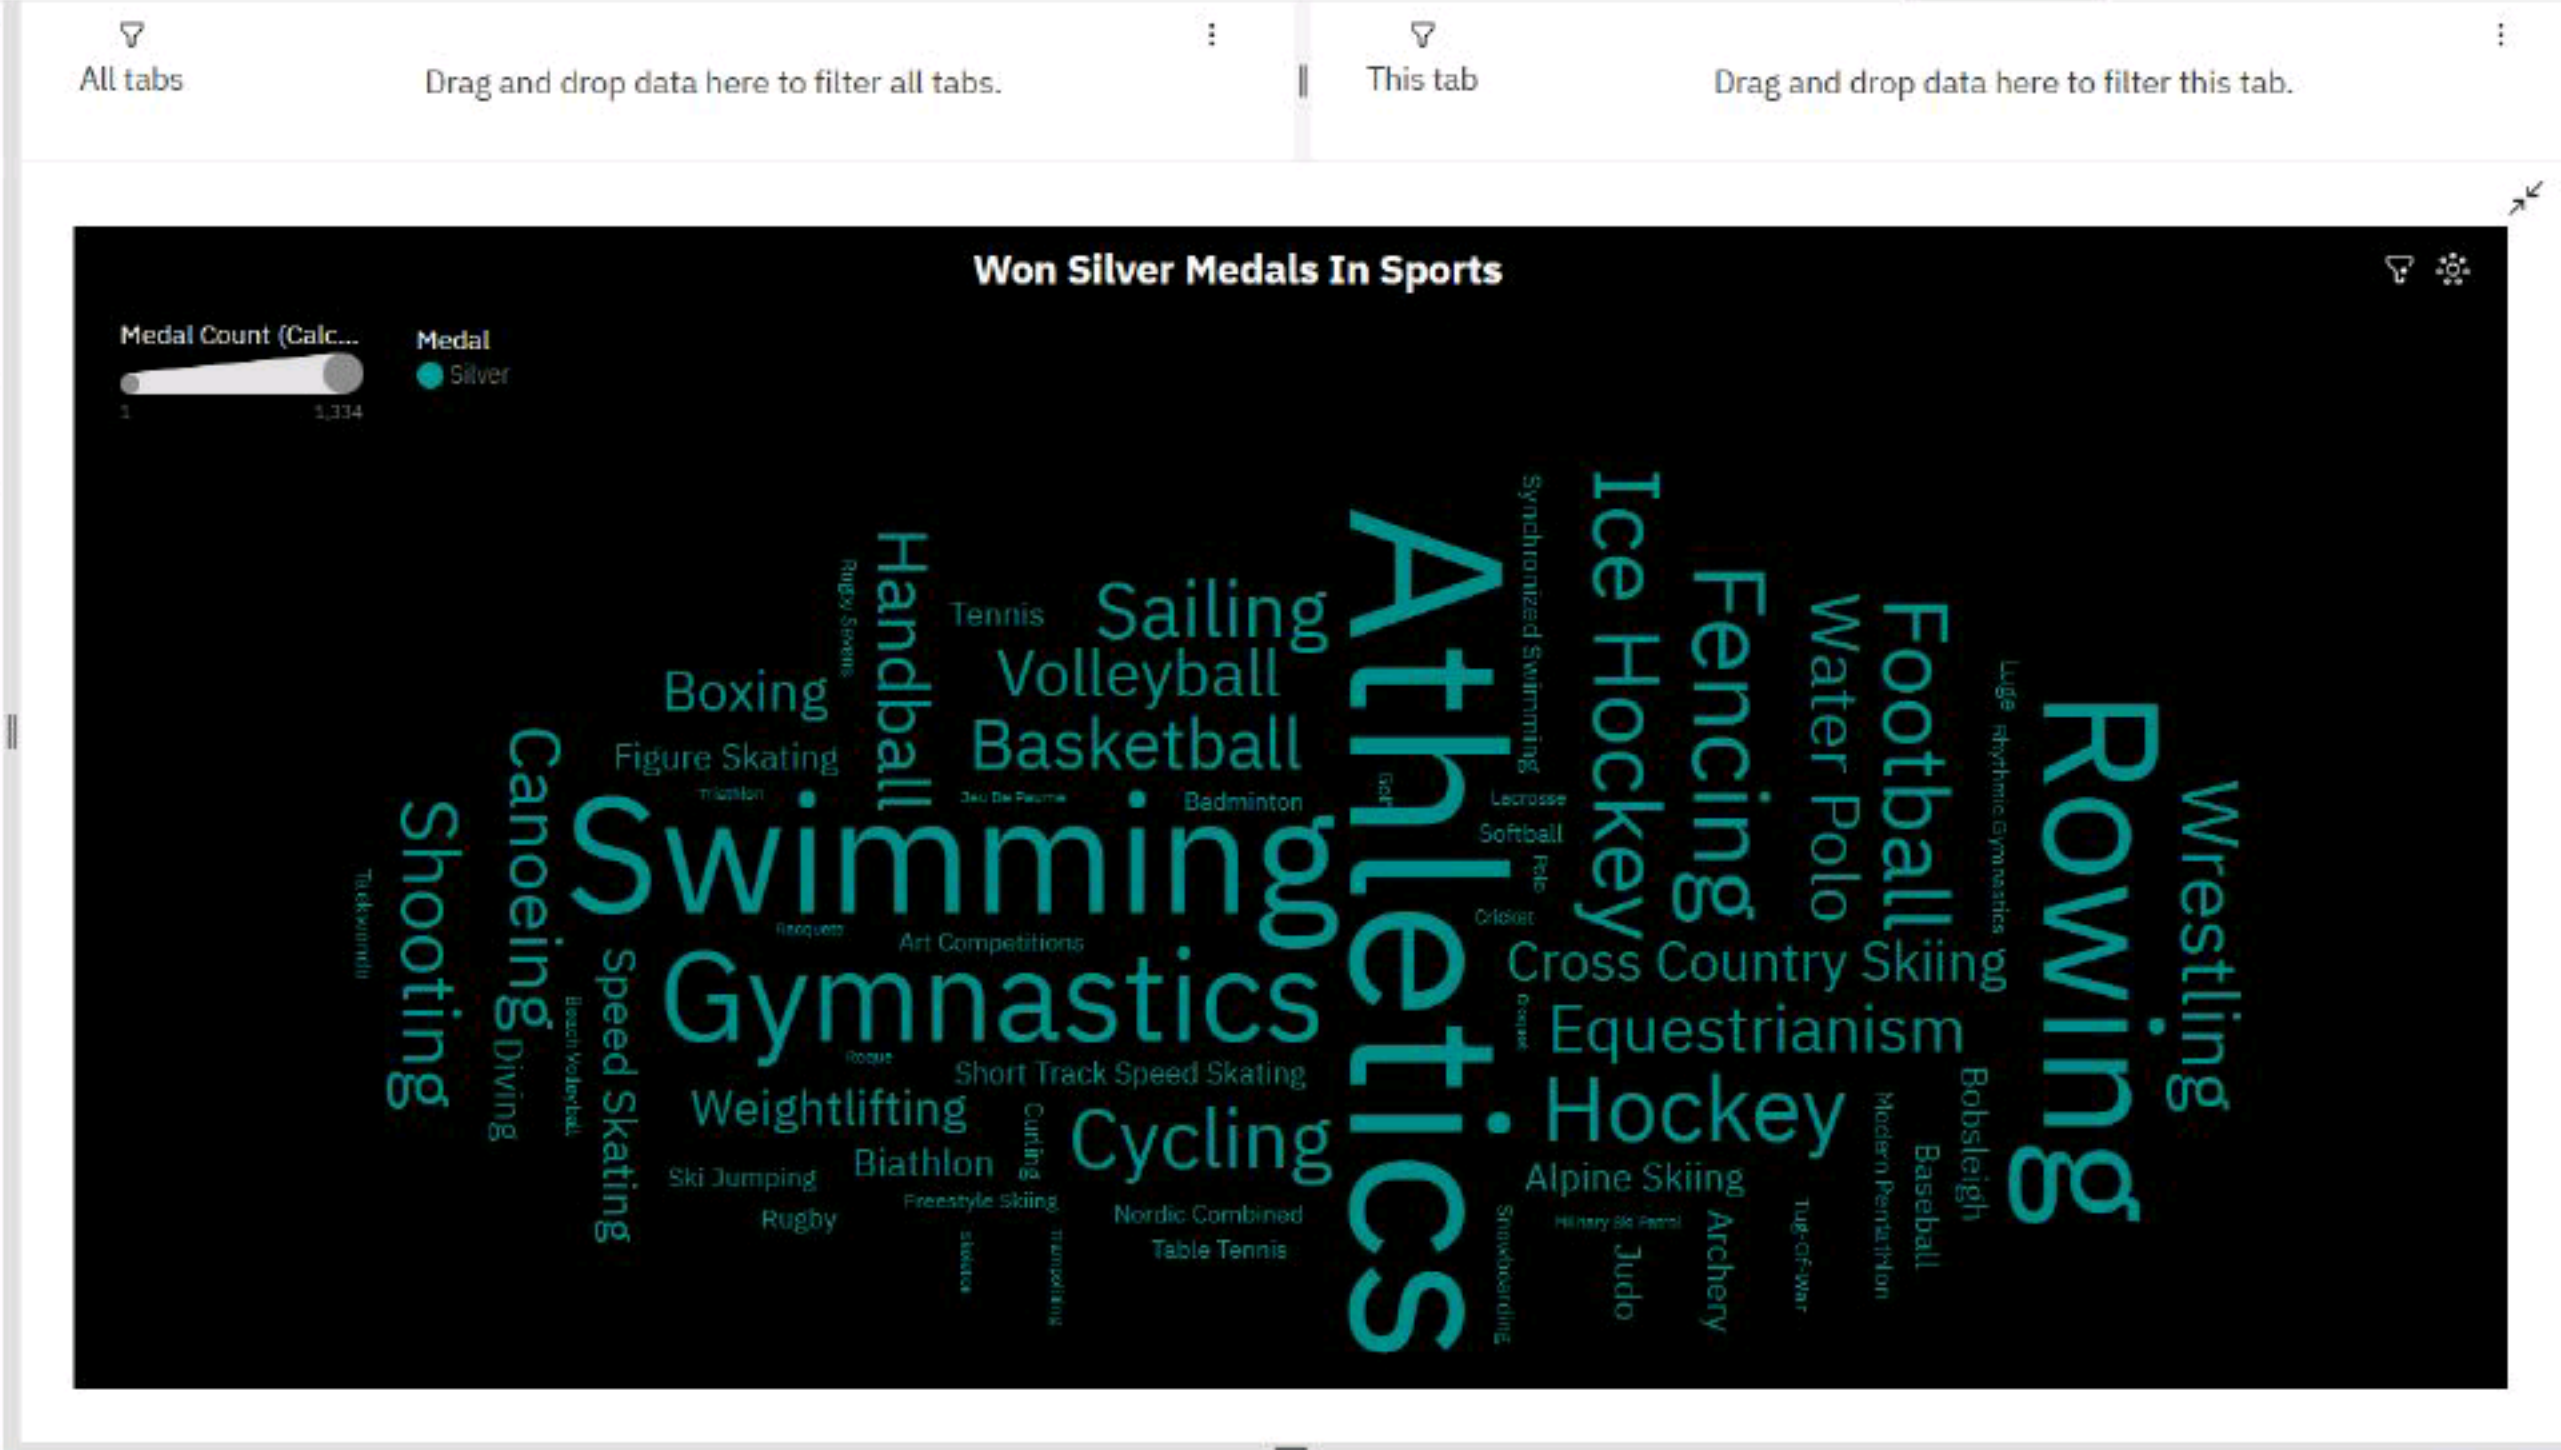 All tabs
Drag and drop data here to filter all tabs.
This tab
Drag and drop data here to filter this tab.
Won Silver Medals In Sports
Medal Count (Calc...
1
1,334
Medal
Silver
Synchronized Swimming
Ice Hockey
Athletics
Handball
Rugby Sevens
Tennis
Sailing
Fencing
Water Polo
Football
Volleyball
Boxing
Luge
Rowing
Basketball
Figure Skating
Canoeing
Rhythmic Gymnastics
Wrestling
Golf
Triathlon
Jeu De Paume
Badminton
Lacrosse
Shooting
Swimming
Softball
Polo
Taekwondo
Cricket
Racquets
Art Competitions
Speed Skating
Gymnastics
Cross Country Skiing
Beach Volleyball
Croquet
Equestrianism
Diving
Roque
Short Track Speed Skating
Weightlifting
Curling
Cycling
Hockey
Bobsleigh
Modern Pentathlon
Baseball
Biathlon
Ski Jumping
Alpine Skiing
Freestyle Skiing
Rugby
Nordic Combined
Table Tennis
Skeleton
Trampolining
Snowboarding
Military Ski Patrol
Judo
Archery
Tug-Of-War